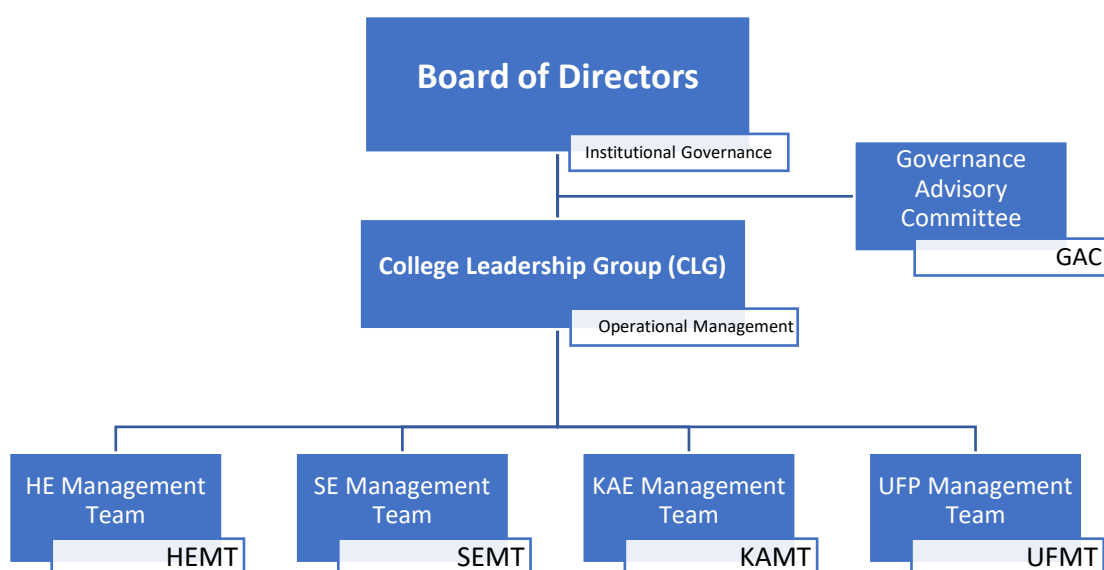 Board of Directors
Institutional Governance
Governance
Advisory
Committee
GAC
College Leadership Group (CLG)
Operational Management
HE Management
Team
HEMT
SE Management
Team
SEMT
KAE Management
Team
KAMT
UFP Management
Team
UFMT